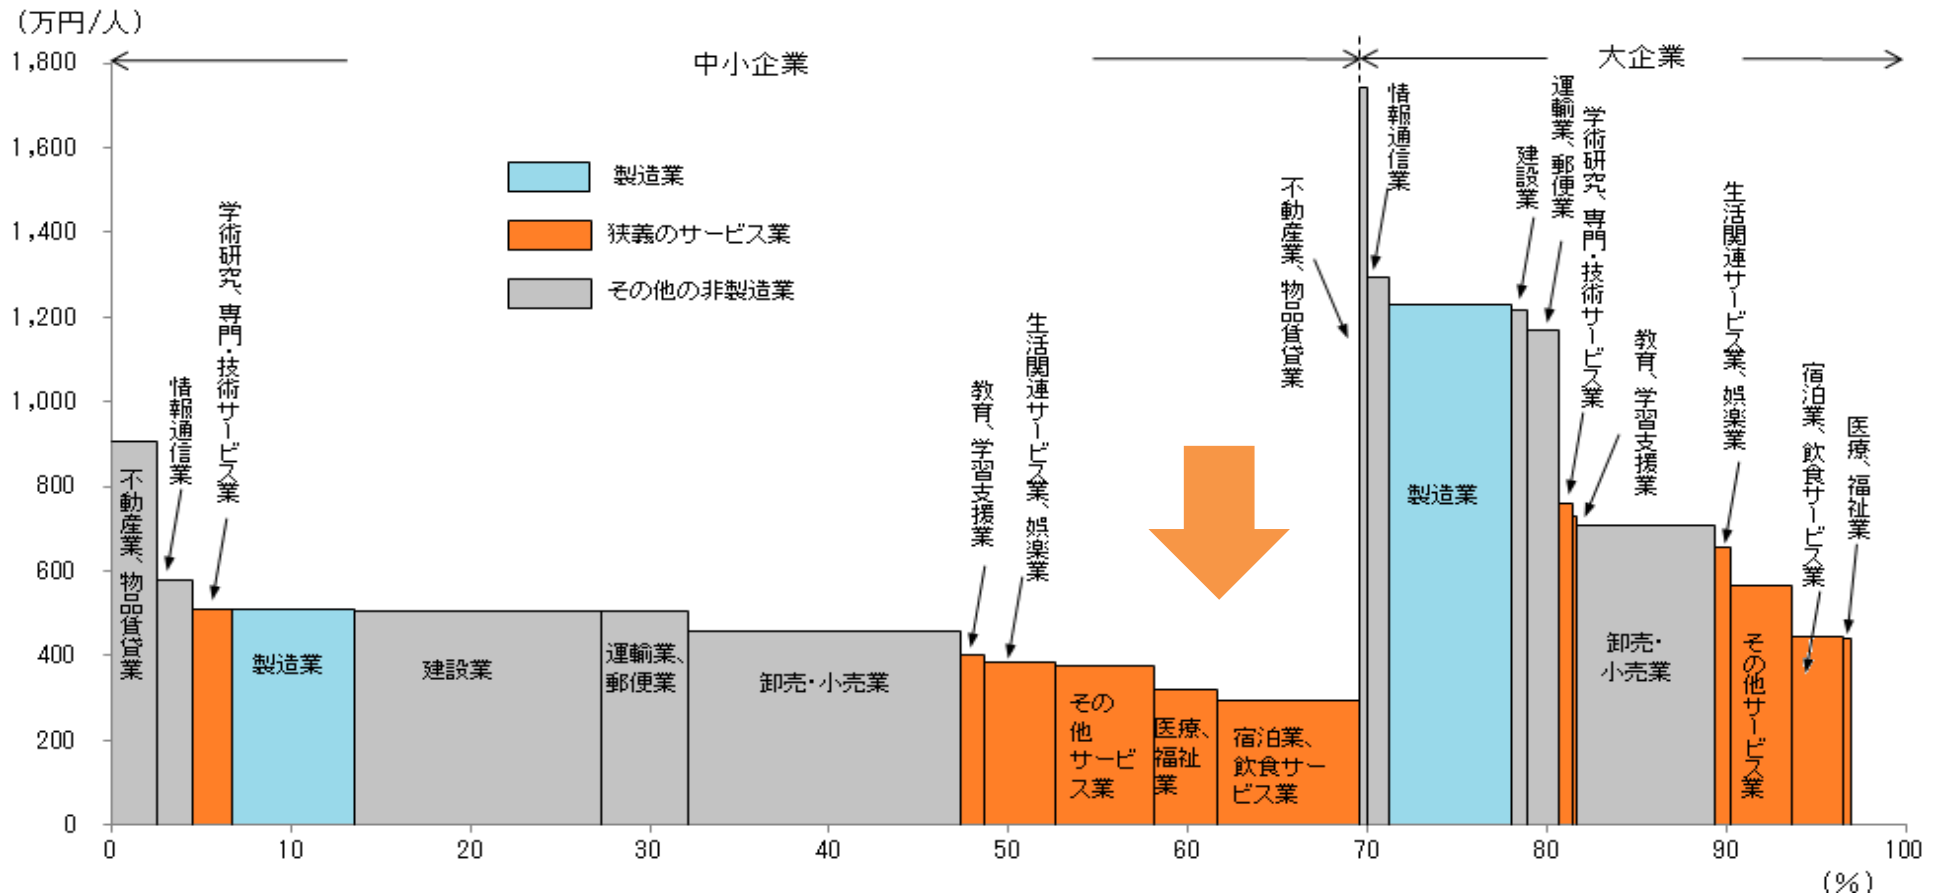 （万円/人）
1,800
1,600
1,400
1,200
1,000
800
600
400
200
0
中小企業
大企業
製造業
狭義のサービス業
その他の非製造業
不動産業、物品賃貸業
情報通信業
学術研究、専門・技術サービス業
製造業
建設業
運輸業、
郵便業
卸売・小売業
教育、学習支援業
生活関連サービス業、娯楽業
その
他
サービ
ス業
医療、
福祉
業
宿泊業、
飲食サー
ビス業
不動産業、物品賃貸業
情報通信業
製造業
建設業
運輸業、郵便業
学術研究、専門・技術サービス業
教育、学習支援業
卸売・
小売業
生活関連サービス業、娯楽業
その他サービス業
宿泊業、飲食サービス業
医療、福祉業
0 10 20 30 40 50 60 70 80 90 100
（%）